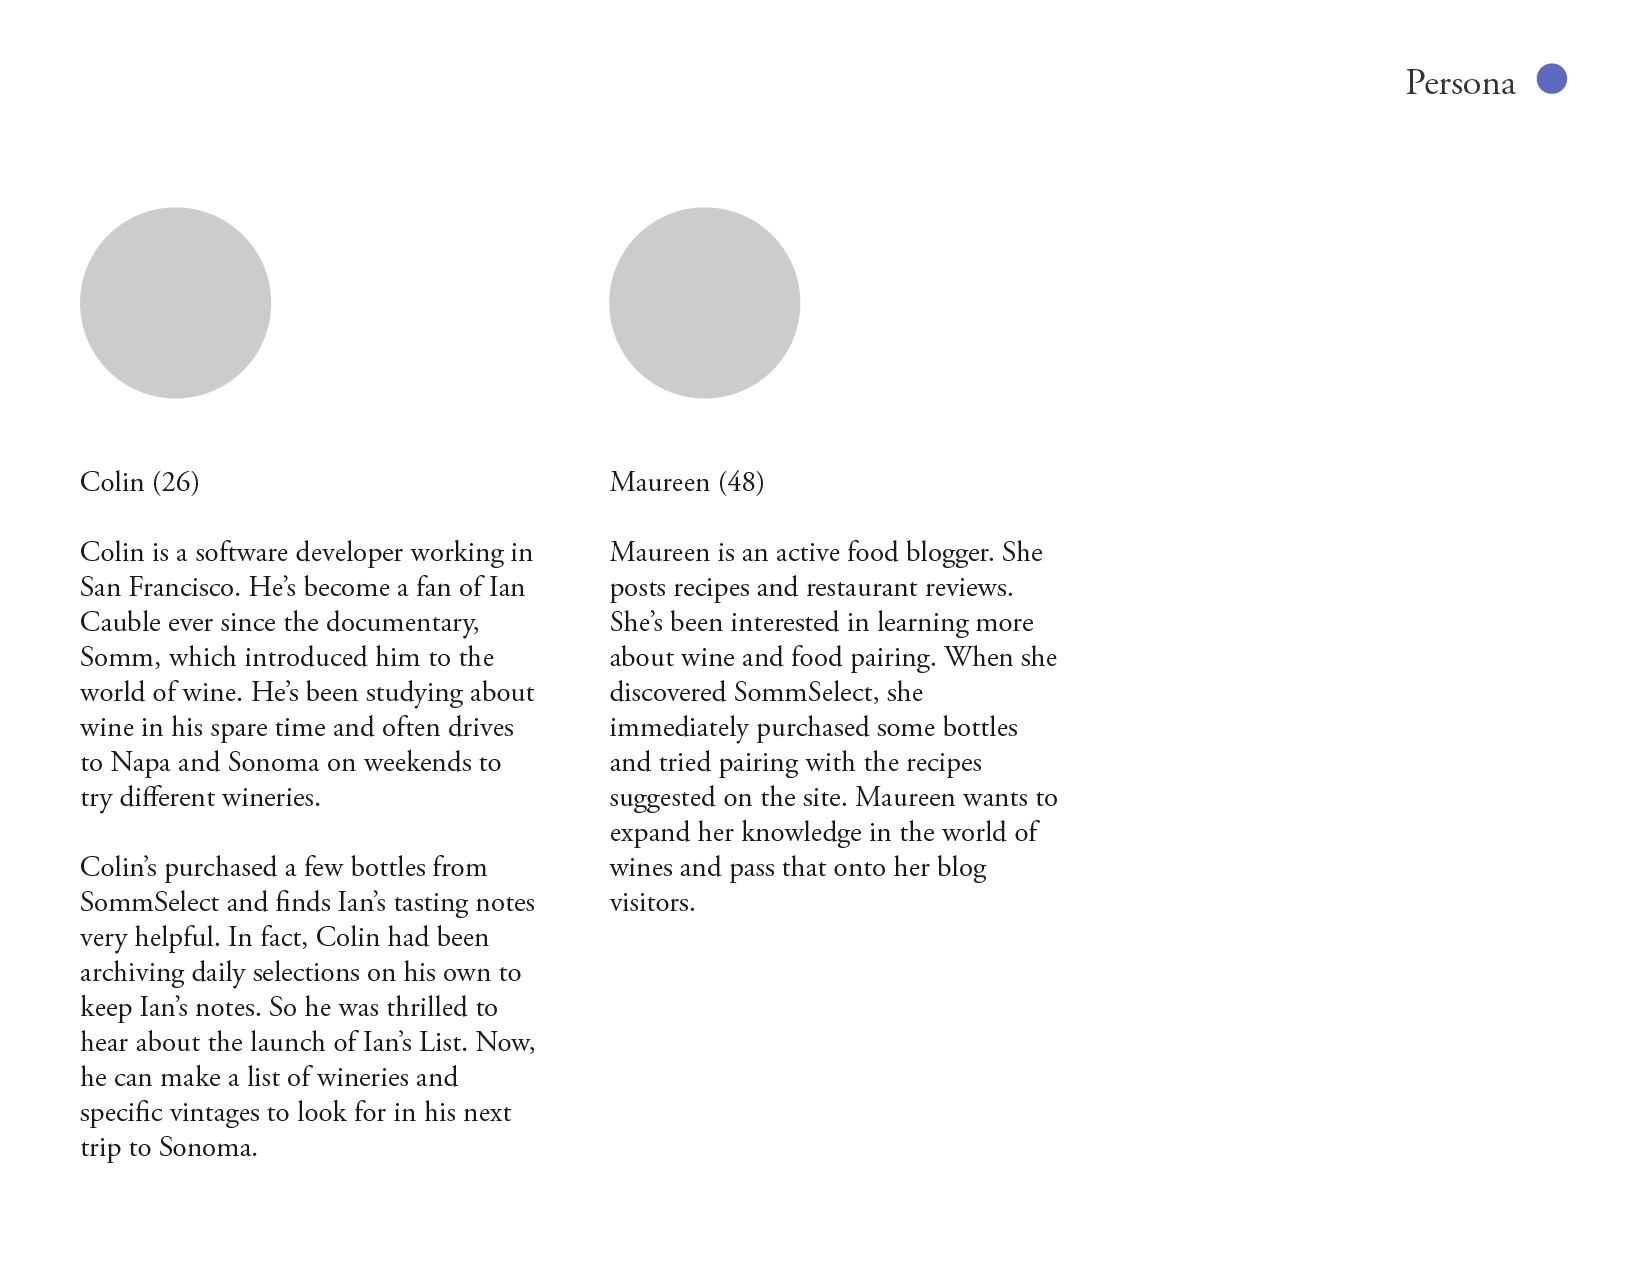 Persona
Colin (26)
Colin is a software developer working in
San Francisco. He’s become a fan of Ian
Cauble ever since the documentary,
Somm, which introduced him to the
world of wine. He’s been studying about
wine in his spare time and often drives
to Napa and Sonoma on weekends to
try different wineries.
Colin’s purchased a few bottles from
SommSelect and finds Ian’s tasting notes
very helpful. In fact, Colin had been
archiving daily selections on his own to
keep Ian’s notes. So he was thrilled to
hear about the launch of Ian’s List. Now,
he can make a list of wineries and
specific vintages to look for in his next
trip to Sonoma.
Maureen (48)
Maureen is an active food blogger. She
posts recipes and restaurant reviews.
She’s been interested in learning more
about wine and food pairing. When she
discovered SommSelect, she
immediately purchased some bottles
and tried pairing with the recipes
suggested on the site. Maureen wants to
expand her knowledge in the world of
wines and pass that onto her blog
visitors.